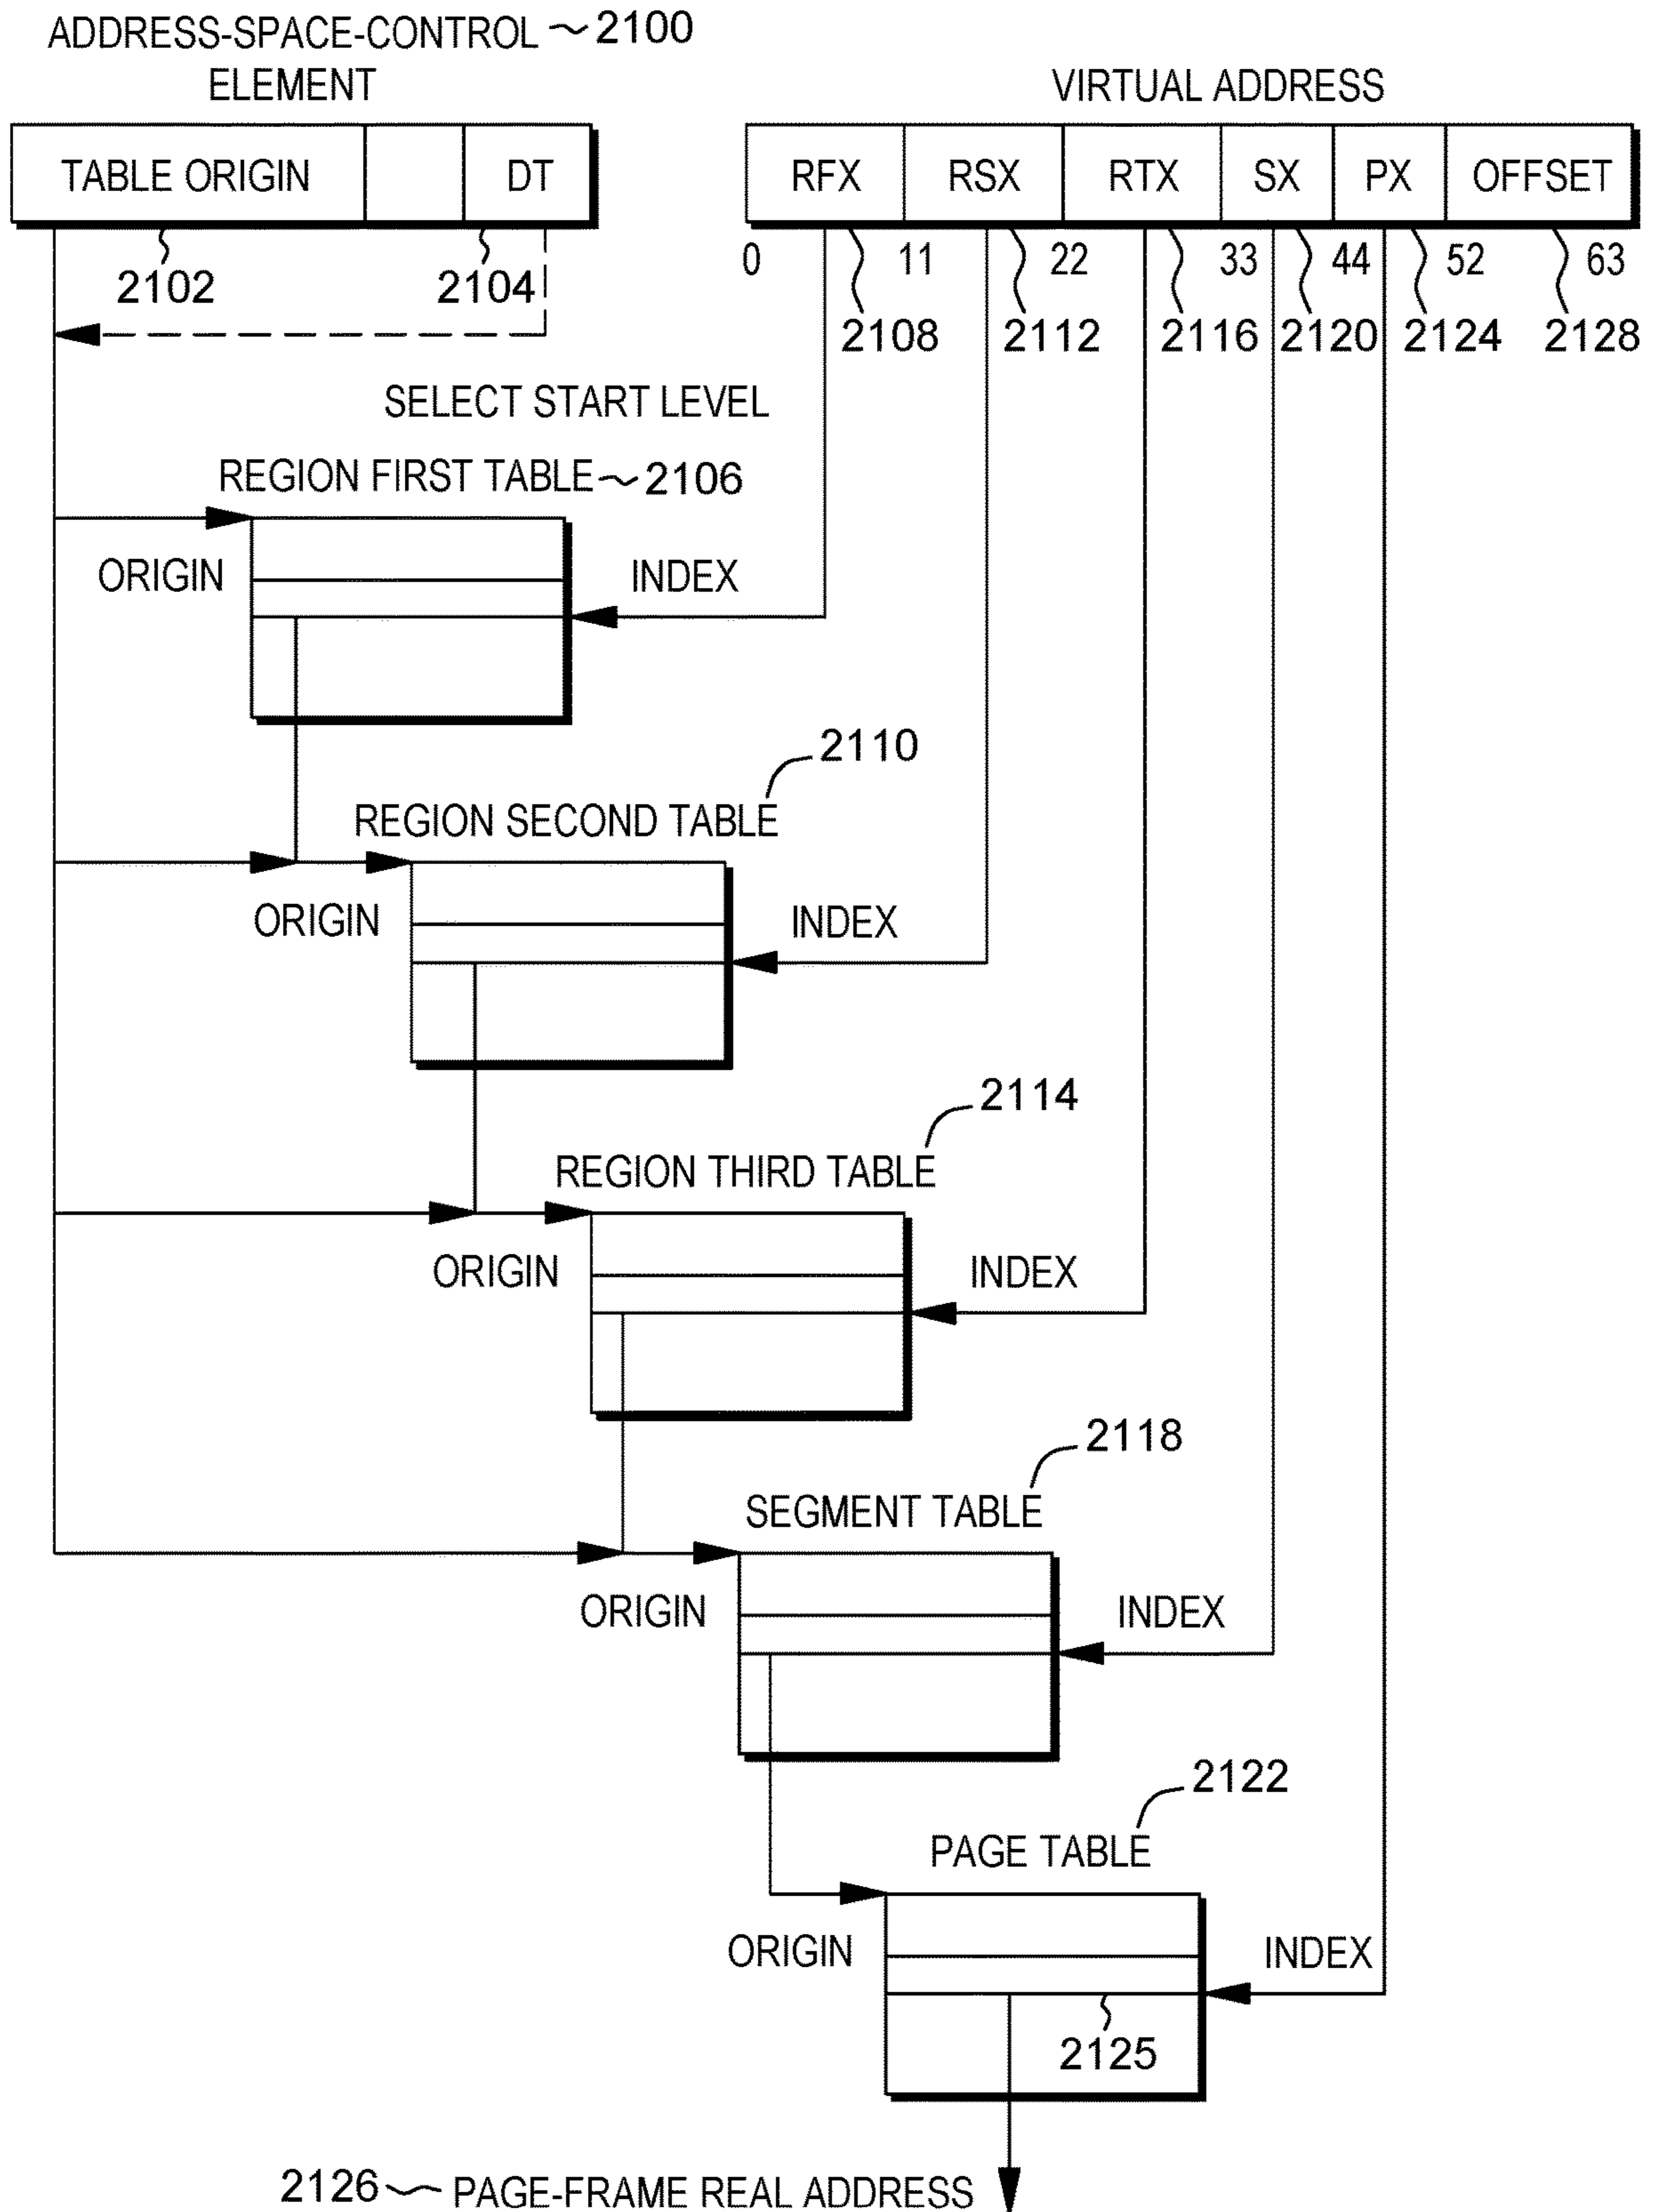 ADDRESS-SPACE-CONTROL 2100
ELEMENT
VIRTUAL ADDRESS
TABLE ORIGIN DT
RFX RSX RTX SX PX OFFSET
0 11 22 33 44 52 63
2102 2104
2108 2112 2116 2120 2124 2128
SELECT START LEVEL
REGION FIRST TABLE 2106
ORIGIN INDEX
2110
REGION SECOND TABLE
ORIGIN INDEX
2114
REGION THIRD TABLE
ORIGIN INDEX
2118
SEGMENT TABLE
ORIGIN INDEX
2122
PAGE TABLE
ORIGIN INDEX
2125
2126 PAGE-FRAME REAL ADDRESS